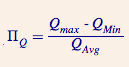 Π_Q = (Q_max - Q_Min) / Q_Avg